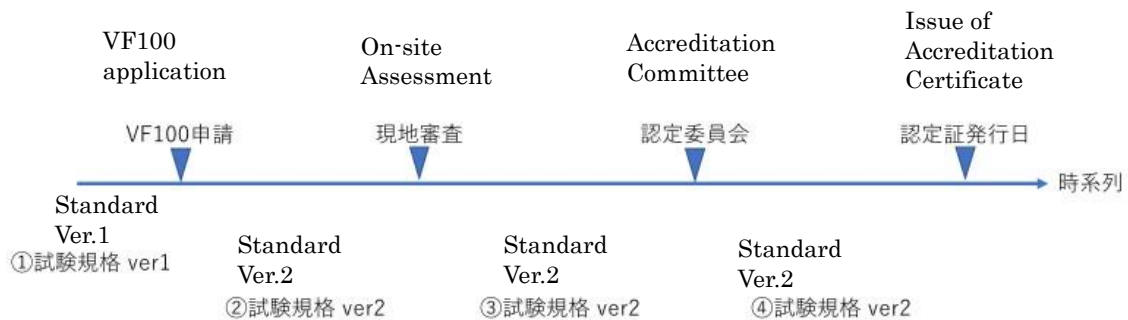 VF100
application
On-site
Assessment
Accreditation
Committee
Issue of
Accreditation
Certificate
VF100申請
現地審査
認定委員会
認定証発行日
時系列
Standard
Ver.1
①試験規格 ver1
Standard
Ver.2
②試験規格 ver2
Standard
Ver.2
③試験規格 ver2
Standard
Ver.2
④試験規格 ver2